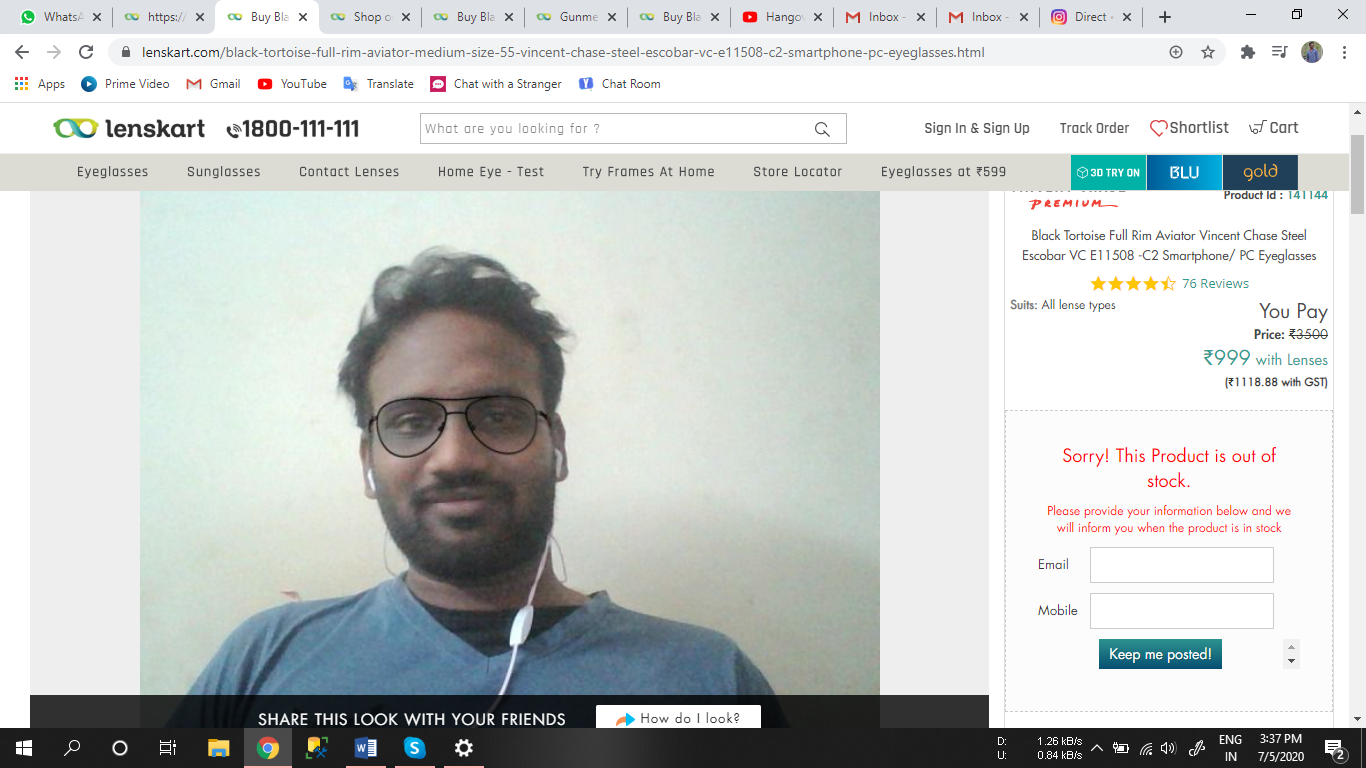 WhatsA
https://
Buy Bla
Shop o
Buy Bla
Gunme
Buy Bla
Hangov
Inbox -
Inbox -
Direct -
lenskart.com/black-tortoise-full-rim-aviator-medium-size-55-vincent-chase-steel-escobar-vc-e11508-c2-smartphone-pc-eyeglasses.html
Apps
Prime Video
Gmail
YouTube
Translate
Chat with a Stranger
Chat Room
lenskart
1800-111-111
What are you looking for ?
Sign In & Sign Up
Track Order
Shortlist
Cart
Eyeglasses
Sunglasses
Contact Lenses
Home Eye - Test
Try Frames At Home
Store Locator
Eyeglasses at ₹599
3D TRY ON
BLU
gold
PREMIUM
Product Id : 141144
Black Tortoise Full Rim Aviator Vincent Chase Steel
Escobar VC E11508 -C2 Smartphone/ PC Eyeglasses
76 Reviews
Suits: All lense types
You Pay
Price: ₹3500
₹999 with Lenses
(₹1118.88 with GST)
Sorry! This Product is out of
stock.
Please provide your information below and we
will inform you when the product is in stock
Email
Mobile
Keep me posted!
SHARE THIS LOOK WITH YOUR FRIENDS
How do I look?
D: 1.26 kB/s
U: 0.84 kB/s
ENG
IN
3:37 PM
7/5/2020
2